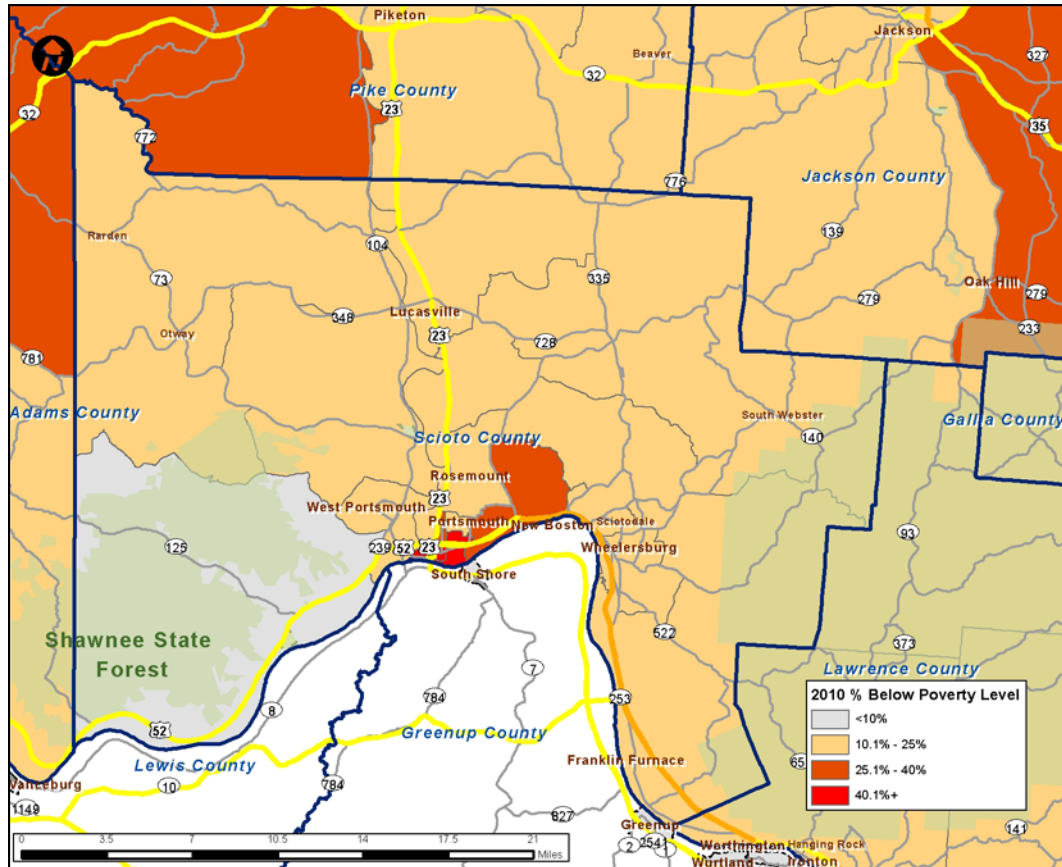 Piketon
Jackson
N
Beaver
327
32
Pike County
23
32
35
772
776
Jackson County
Rarden
104
139
73
335
Oak Hill
279
279
348
Lucasville
233
Otway
23
728
781
Adams County
South Webster
Gallia County
Scioto County
140
Rosemount
23
West Portsmouth
Portsmouth
New Boston
Sciotodale
93
125
239
52
23
Wheelersburg
South Shore
522
373
Shawnee State
Forest
7
Lawrence County
784
253
2010 % Below Poverty Level
<10%
10.1% - 25%
25.1% - 40%
40.1%+
8
52
Greenup County
Lewis County
Franklin Furnace
65
Vanceburg
10
784
1149
827
Greenup
141
2
2541
1
Worthington
Hanging Rock
Wurtland
Ironton
0 3.5 7 10.5 14 17.5 21
Miles